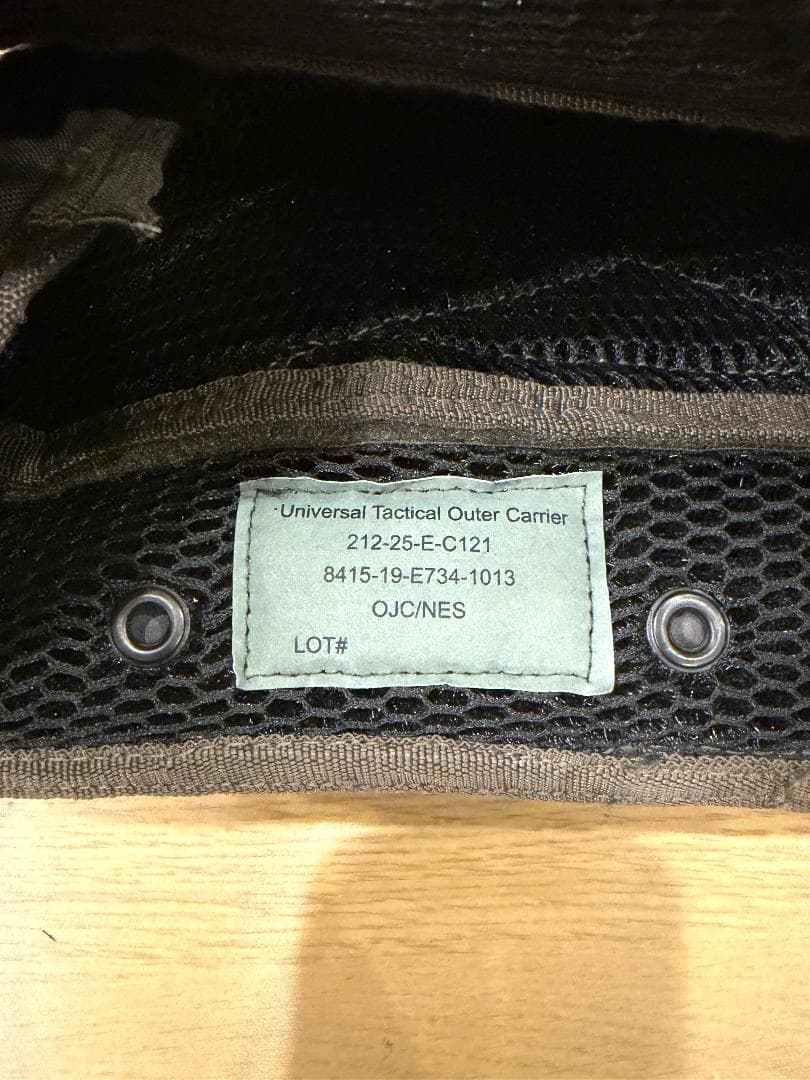 Universal Tactical Outer Carrier
212-25-E-C121
8415-19-E734-1013
OJC/NES
LOT#